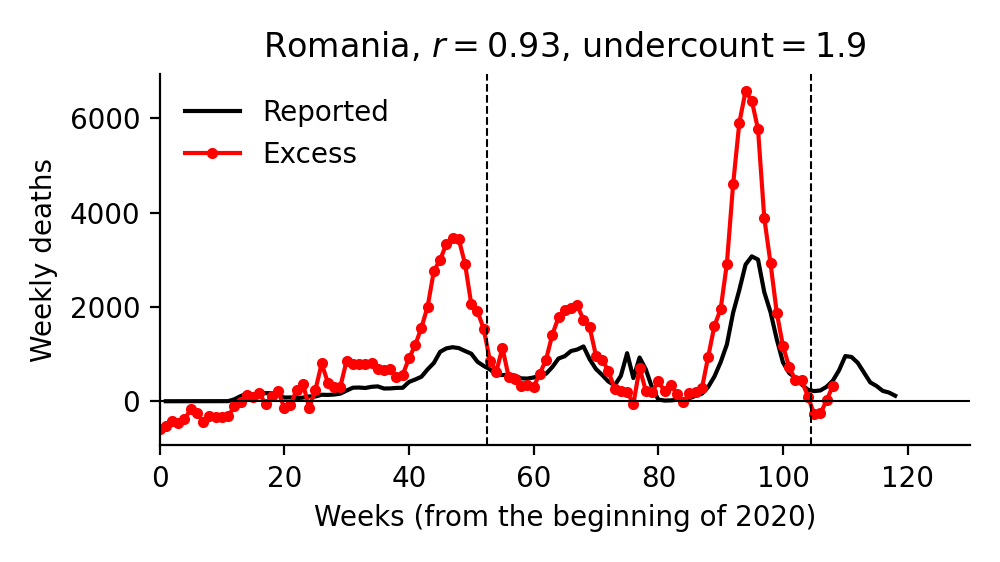 Romania, r = 0.93, undercount = 1.9
Reported
Excess
6000
4000
2000
0
Weekly deaths
0 20 40 60 80 100 120
Weeks (from the beginning of 2020)